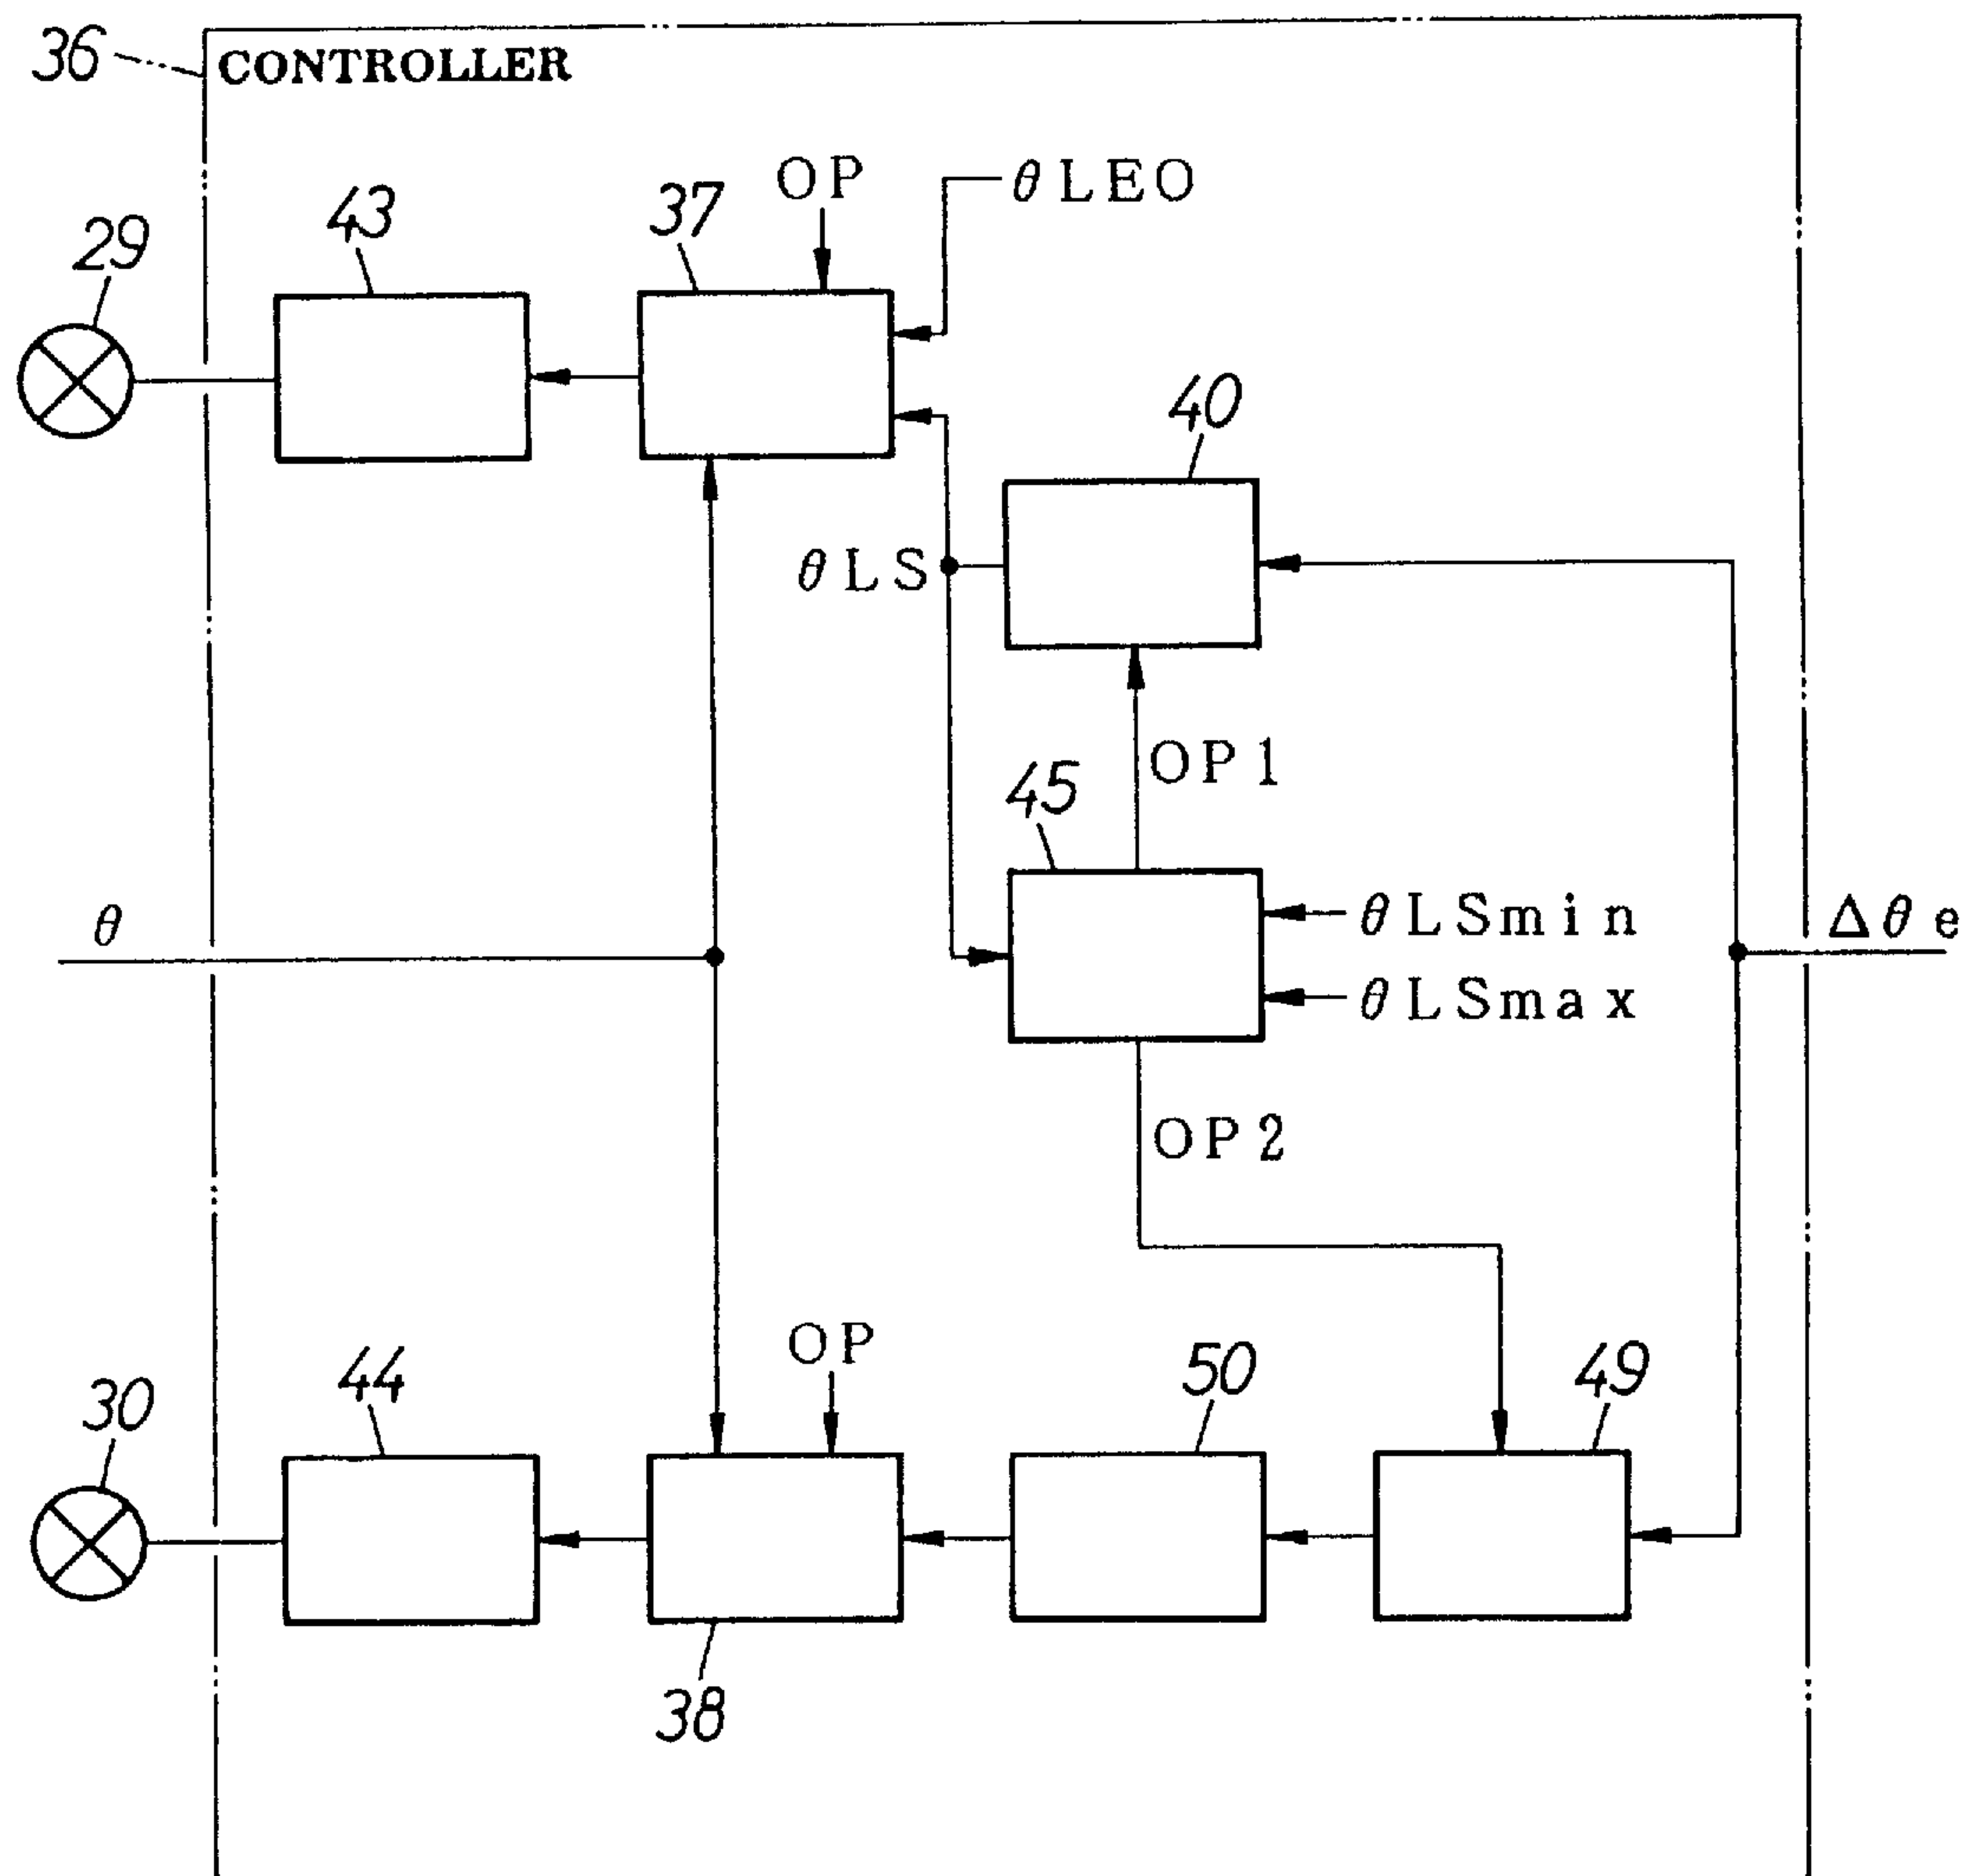 36
CONTROLLER
OP
θLEO
43
37
29
40
θLS
OP1
45
θLSmin
θ
Δθe
θLSmax
OP2
OP
44
50
49
30
38